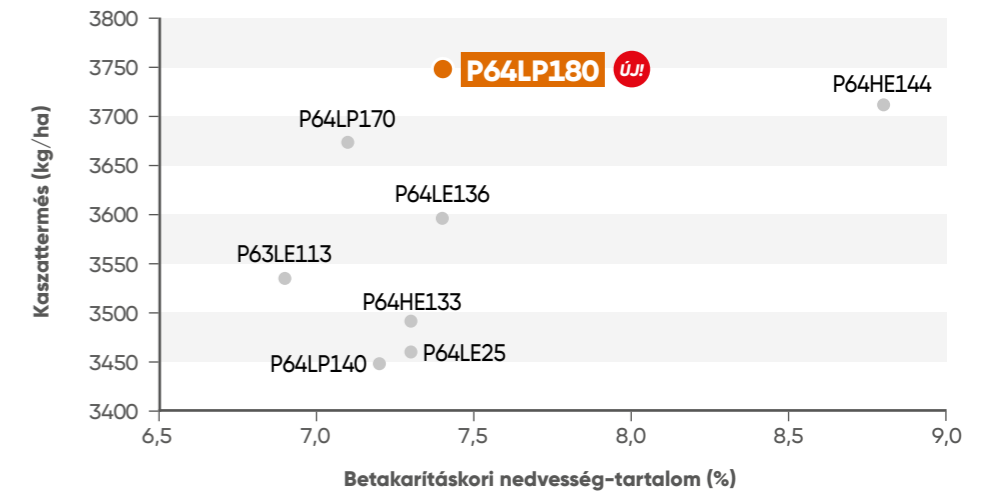 3800
3750
3700
3650
3600
3550
3500
3450
3400
Kaszattermés (kg/ha)
P64LP180 ÚJ!
P64HE144
P64LP170
P64LE136
P63LE113
P64HE133
P64LE25
P64LP140
6,5 7,0 7,5 8,0 8,5 9,0
Betakarításkori nedvesség-tartalom (%)